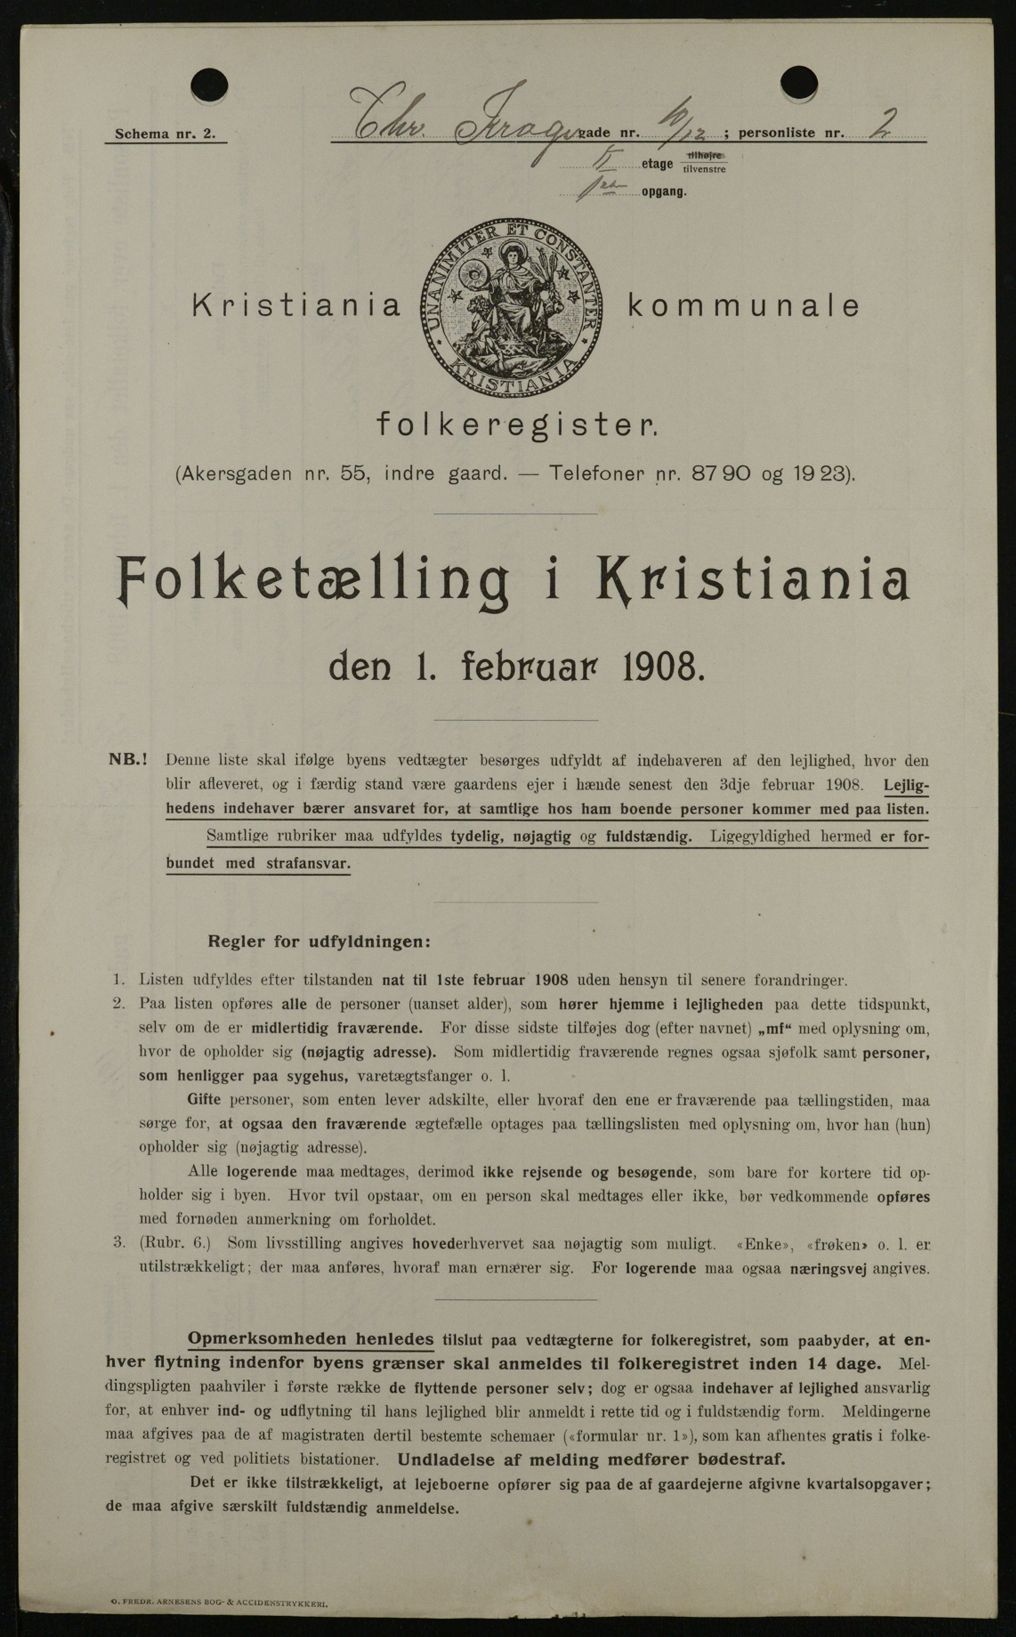 Schema nr. 2.
Chr. Krogsgade nr. 10/12; personliste nr. 2
II etage tilhøjre
tilvenstre
opgang.
UNANIMITER ET CONSTANTER
KRISTIANIA
Kristiania kommunale
folkeregister.
(Akersgaden nr. 55, indre gaard. — Telefoner nr. 87 90 og 19 23).
Folketælling i Kristiania
den 1. februar 1908.
NB.! Denne liste skal ifølge byens vedtægter besørges udfyldt af indehaveren af den lejlighed, hvor den
blir afleveret, og i færdig stand være gaardens ejer i hænde senest den 3dje februar 1908. Lejlig-
hedens indehaver bærer ansvaret for, at samtlige hos ham boende personer kommer med paa listen.
Samtlige rubriker maa udfyldes tydelig, nøjagtig og fuldstændig. Ligegyldighed hermed er for-
bundet med strafansvar.
Regler for udfyldningen:
1. Listen udfyldes efter tilstanden nat til 1ste februar 1908 uden hensyn til senere forandringer.
2. Paa listen opføres alle de personer (uanset alder), som hører hjemme i lejligheden paa dette tidspunkt,
selv om de er midlertidig fraværende. For disse sidste tilføjes dog (efter navnet) „mf“ med oplysning om,
hvor de opholder sig (nøjagtig adresse). Som midlertidig fraværende regnes ogsaa sjøfolk samt personer,
som henligger paa sygehus, varetægtsfanger o. l.
Gifte personer, som enten lever adskilte, eller hvoraf den ene er fraværende paa tællingstiden, maa
sørge for, at ogsaa den fraværende ægtefælle optages paa tællingslisten med oplysning om, hvor han (hun)
opholder sig (nøjagtig adresse).
Alle logerende maa medtages, derimod ikke rejsende og besøgende, som bare for kortere tid op-
holder sig i byen. Hvor tvil opstaar, om en person skal medtages eller ikke, bør vedkommende opføres
med fornøden anmerkning om forholdet.
3. (Rubr. 6.) Som livsstilling angives hovederhvervet saa nøjagtig som muligt. «Enke», «frøken» o. l. er
utilstrækkeligt; der maa anføres, hvoraf man ernærer sig. For logerende maa ogsaa næringsvej angives.
Opmerksomheden henledes tilslut paa vedtægterne for folkeregistret, som paabyder, at en-
hver flytning indenfor byens grænser skal anmeldes til folkeregistret inden 14 dage. Mel-
dingspligten paahviler i første række de flyttende personer selv; dog er ogsaa indehaver af lejlighed ansvarlig
for, at enhver ind- og udflytning til hans lejlighed blir anmeldt i rette tid og i fuldstændig form. Meldingerne
maa afgives paa de af magistraten dertil bestemte schemaer («formular nr. 1»), som kan afhentes gratis i folke-
registret og ved politiets bistationer. Undladelse af melding medfører bødestraf.
Det er ikke tilstrækkeligt, at lejeboerne opfører sig paa de af gaardejerne afgivne kvartalsopgaver;
de maa afgive særskilt fuldstændig anmeldelse.
O. FREDR. ARNESENS BOG- & ACCIDENSTRYKKERI.